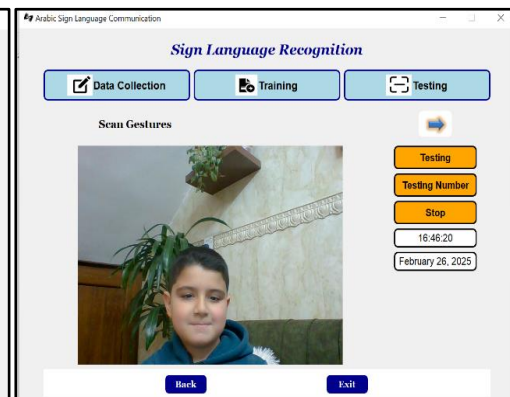 Arabic Sign Language Communication
Sign Language Recognition
Data Collection
Training
Testing
Scan Gestures
Testing
Testing Number
Stop
16:46:20
February 26, 2025
Back
Exit